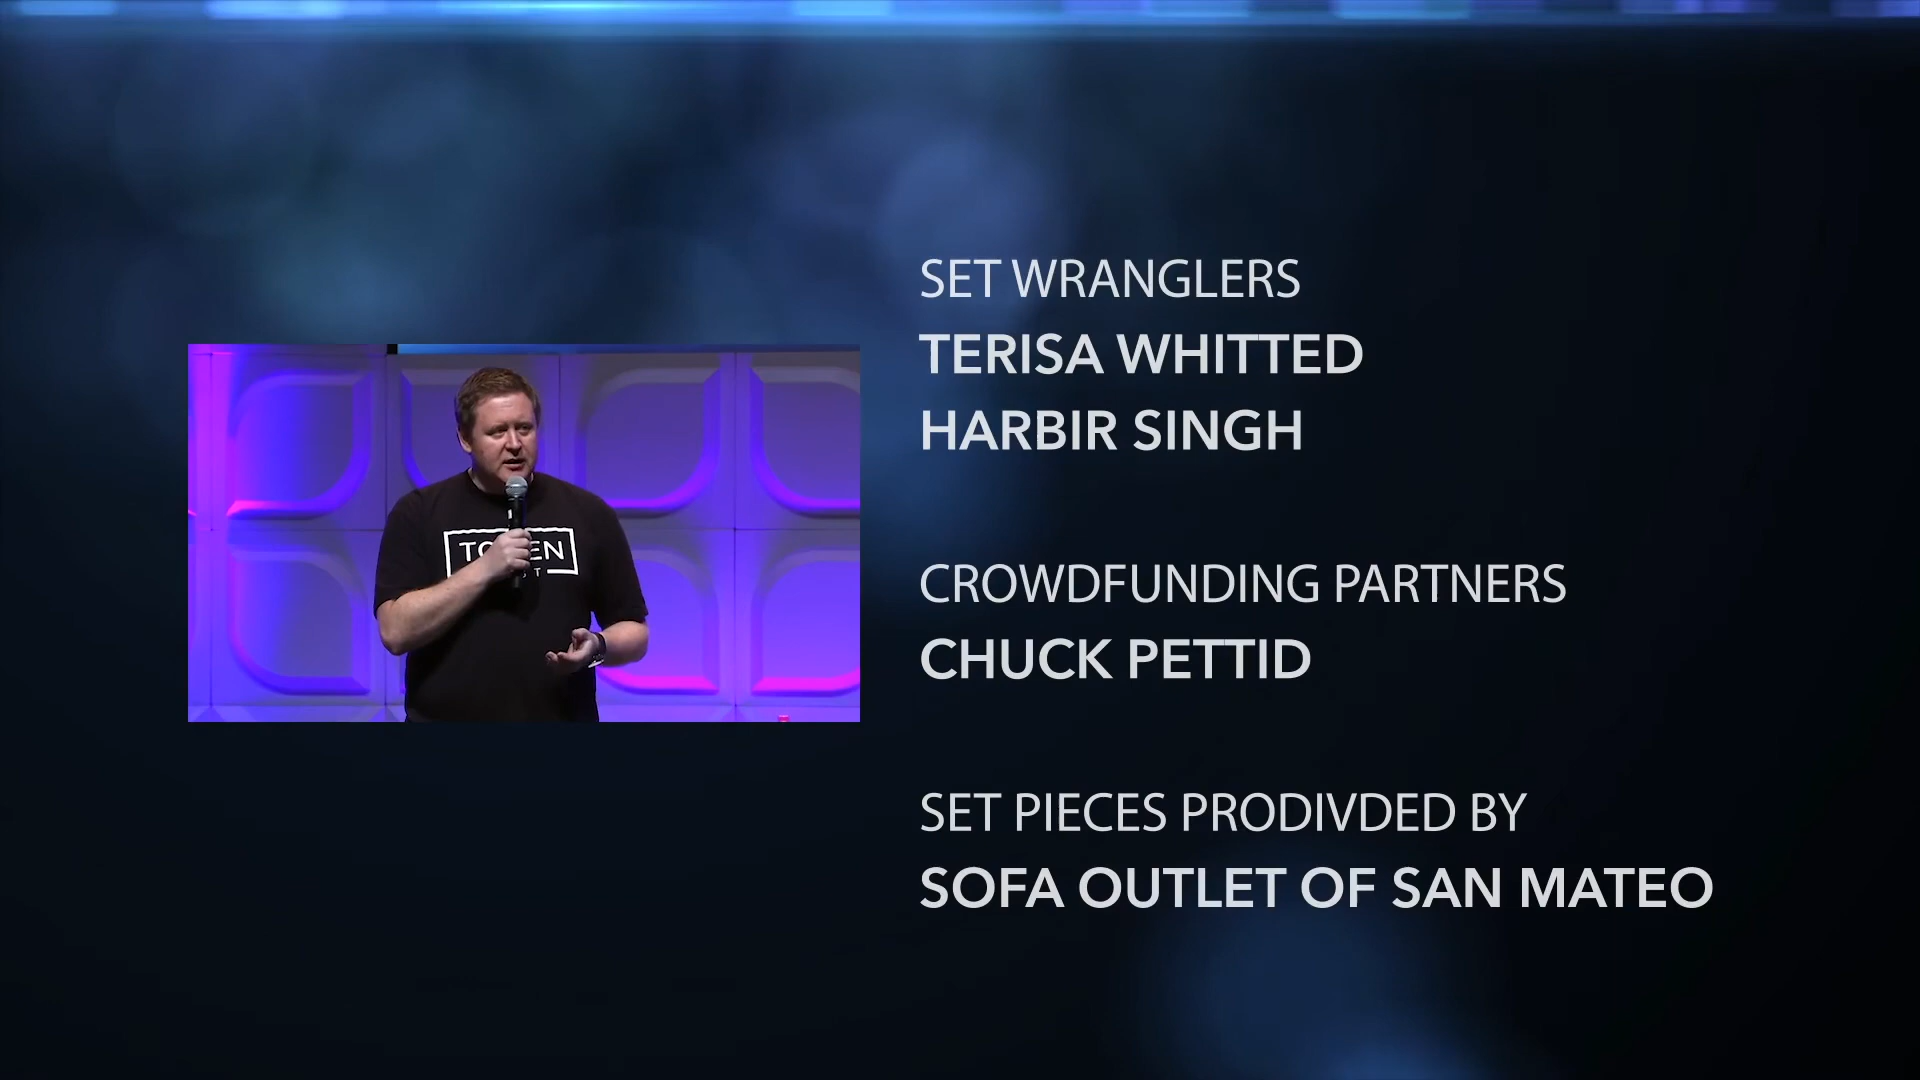 SET WRANGLERS
TERISA WHITTED
HARBIR SINGH
CROWDFUNDING PARTNERS
CHUCK PETTID
SET PIECES PRODIVDED BY
SOFA OUTLET OF SAN MATEO